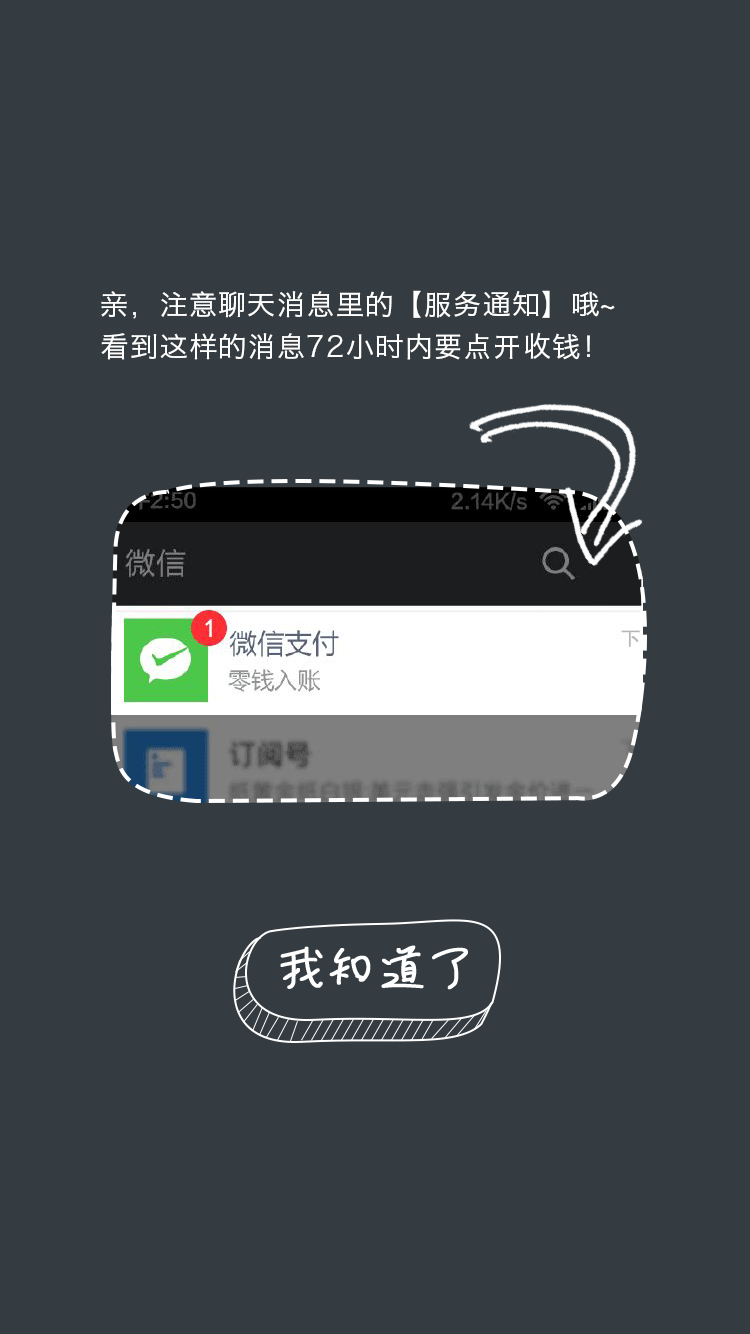 亲，注意聊天消息里的【服务通知】哦~
看到这样的消息72小时内要点开收钱！
2:50 2.14K/s
微信
1
微信支付 下
零钱入账
订阅号
我知道了